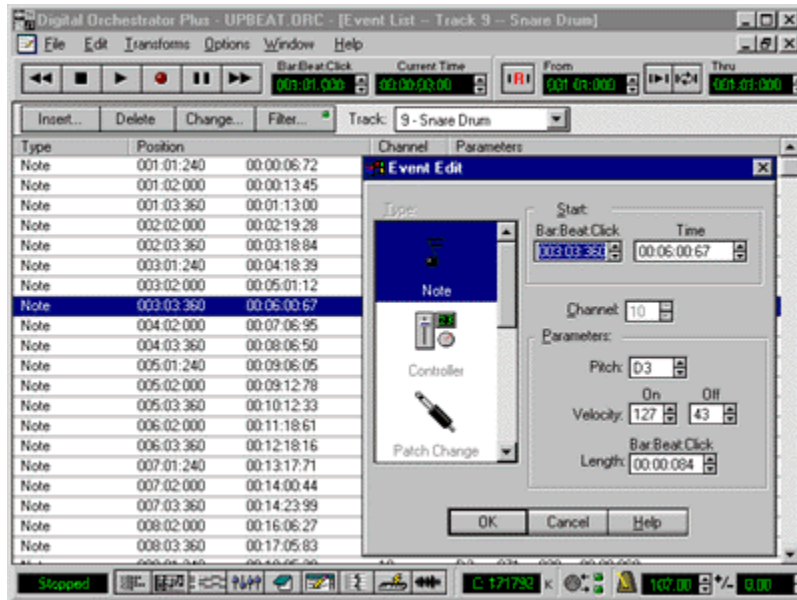 Digital Orchestrator Plus - UPBEAT.ORC - [Event List -- Track 9 -- Snare Drum]
File Edit Transforms Options Window Help
Bar:Beat:Click Current Time From Thru
001:01:000 00:00:00:00 001:01:000 001:01:000
Insert... Delete Change... Filter... Track: 9 - Snare Drum
Type Position Channel Parameters
Note 001:01:240 00:00:06:72
Note 001:02:000 00:00:13:45
Note 001:03:360 00:01:13:00
Note 002:02:000 00:02:19:28
Note 002:03:360 00:03:18:84
Note 003:01:240 00:04:18:39
Note 003:02:000 00:05:01:12
Note 003:03:360 00:06:00:67
Note 004:02:000 00:07:06:95
Note 004:03:360 00:08:06:50
Note 005:01:240 00:09:06:05
Note 005:02:000 00:09:12:78
Note 005:03:360 00:10:12:33
Note 006:02:000 00:11:18:61
Note 006:03:360 00:12:18:16
Note 007:01:240 00:13:17:71
Note 007:02:000 00:14:00:44
Note 007:03:360 00:14:23:99
Note 008:02:000 00:16:06:27
Note 008:03:360 00:17:05:83
Event Edit
Type:
Note
Controller
Patch Change
Start:
Bar:Beat:Click Time
003:03:360 00:06:00:67
Channel: 10
Parameters:
Pitch: D3
On Off
Velocity: 127 43
Bar:Beat:Click
Length: 00:00:084
OK Cancel Help
Stopped C: 171792 K 107.00 +/- 0.00